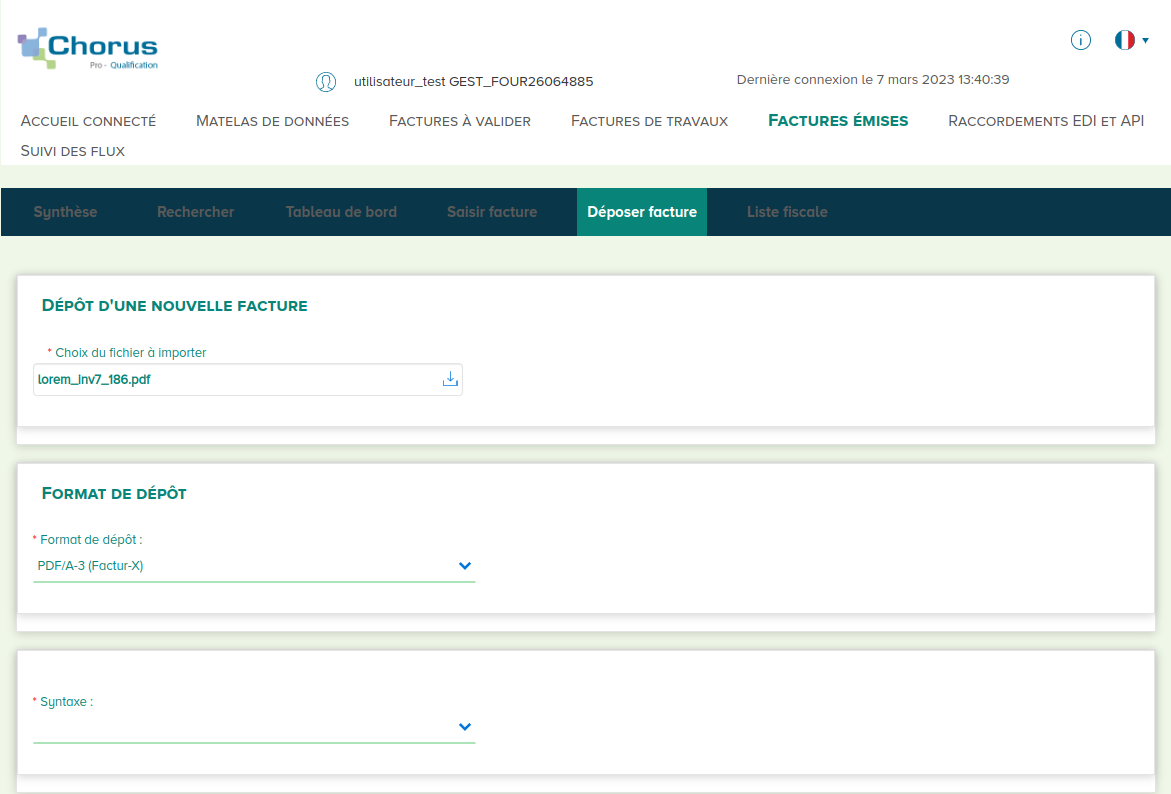 Chorus
Pro - Qualification
utilisateur_test GEST_FOUR26064885
Dernière connexion le 7 mars 2023 13:40:39
ACCUEIL CONNECTÉ MATELAS DE DONNÉES FACTURES À VALIDER FACTURES DE TRAVAUX FACTURES ÉMISES RACCORDEMENTS EDI ET API
SUIVI DES FLUX
Synthèse Rechercher Tableau de bord Saisir facture Déposer facture Liste fiscale
DÉPÔT D'UNE NOUVELLE FACTURE
* Choix du fichier à importer
lorem_inv7_186.pdf
FORMAT DE DÉPÔT
* Format de dépôt :
PDF/A-3 (Factur-X)
* Syntaxe :